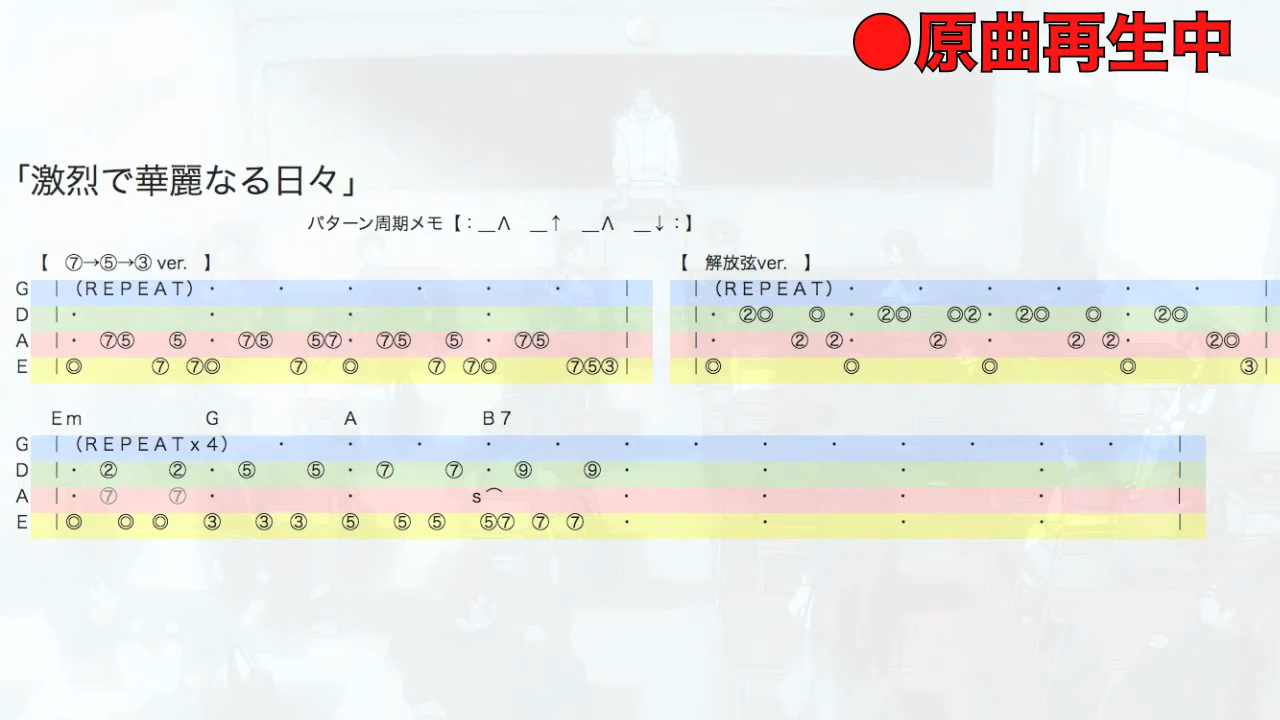 ●原曲再生中
「激烈で華麗なる日々」
パターン周期メモ【：＿Λ　＿↑　＿Λ　＿↓：】
【　⑦→⑤→③ ver.　】
G ｜（ＲＥＰＥＡＴ）・　・　・　・　・　・　｜
D ｜・　・　・　・　｜
A ｜・　⑦⑤　⑤　・　⑦⑤　⑤⑦・　⑦⑤　⑤　・　⑦⑤　｜
E ｜◎　⑦　⑦◎　⑦　◎　⑦　⑦◎　⑦⑤③｜
【　解放弦ver.　】
｜（ＲＥＰＥＡＴ）・　・　・　・　・　・　｜
｜・　②◎　◎　・　②◎　◎②・　②◎　◎　・　②◎　｜
｜・　②　②・　②　・　②　②・　②◎　｜
｜◎　◎　◎　◎　③｜
Ｅｍ　Ｇ　Ａ　Ｂ７
G ｜（ＲＥＰＥＡＴｘ４）　・　・　・　・　・　・　・　・　・　・　・　・　・　｜
D ｜・　②　②　・　⑤　⑤　・　⑦　⑦　・　⑨　⑨　・　・　・　・　｜
A ｜・　⑦　⑦　・　・　ｓ⌒　・　・　・　・　｜
E ｜◎　◎　◎　③　③　③　⑤　⑤　⑤　⑤⑦　⑦　⑦　・　・　・　・　｜